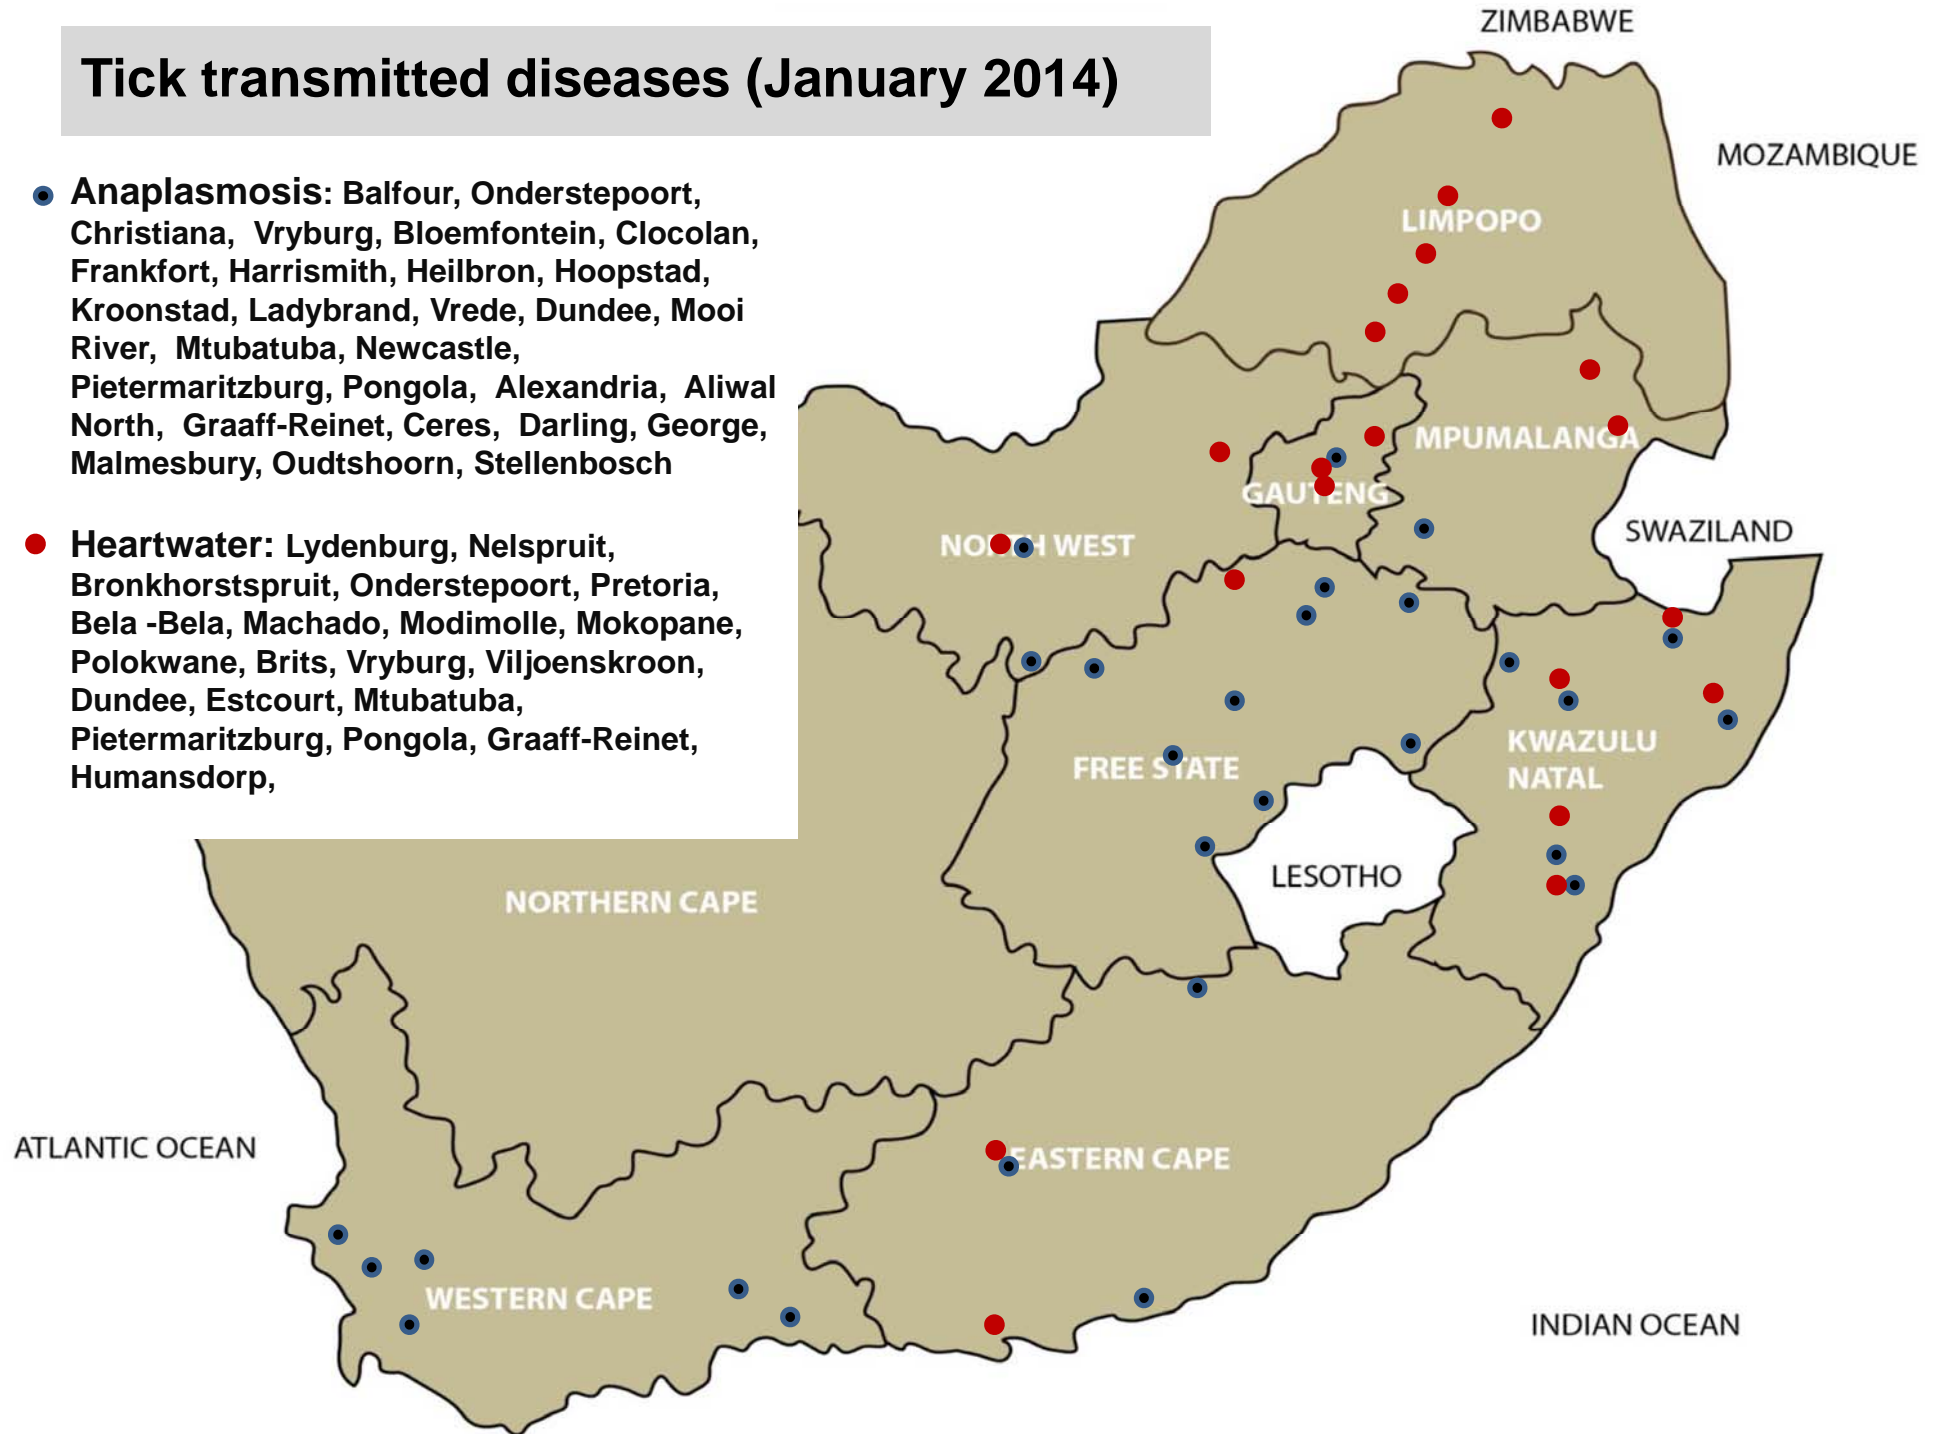 ZIMBABWE
Tick transmitted diseases (January 2014)
MOZAMBIQUE
Anaplasmosis: Balfour, Onderstepoort,
Christiana, Vryburg, Bloemfontein, Clocolan,
Frankfort, Harrismith, Heilbron, Hoopstad,
Kroonstad, Ladybrand, Vrede, Dundee, Mooi
River, Mtubatuba, Newcastle,
Pietermaritzburg, Pongola, Alexandria, Aliwal
North, Graaff-Reinet, Ceres, Darling, George,
Malmesbury, Oudtshoorn, Stellenbosch
Heartwater: Lydenburg, Nelspruit,
Bronkhorstspruit, Onderstepoort, Pretoria,
Bela -Bela, Machado, Modimolle, Mokopane,
Polokwane, Brits, Vryburg, Viljoenskroon,
Dundee, Estcourt, Mtubatuba,
Pietermaritzburg, Pongola, Graaff-Reinet,
Humansdorp,
LIMPOPO
MPUMALANGA
GAUTENG
NORTH WEST
SWAZILAND
KWAZULU
NATAL
FREE STATE
LESOTHO
NORTHERN CAPE
ATLANTIC OCEAN
EASTERN CAPE
WESTERN CAPE
INDIAN OCEAN